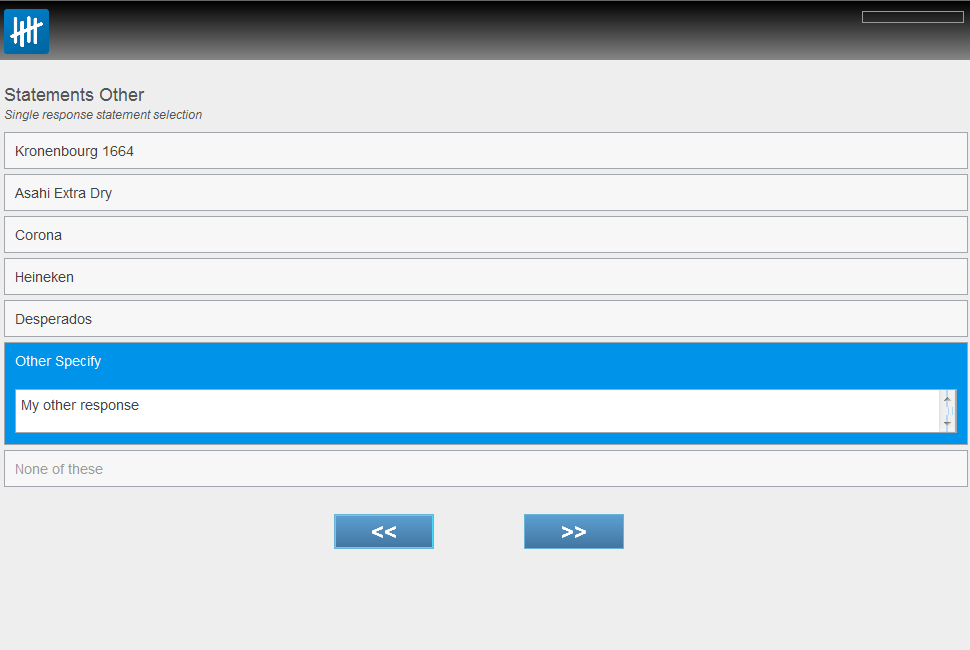 Statements Other
Single response statement selection
Kronenbourg 1664
Asahi Extra Dry
Corona
Heineken
Desperados
Other Specify
My other response
None of these
<< >>